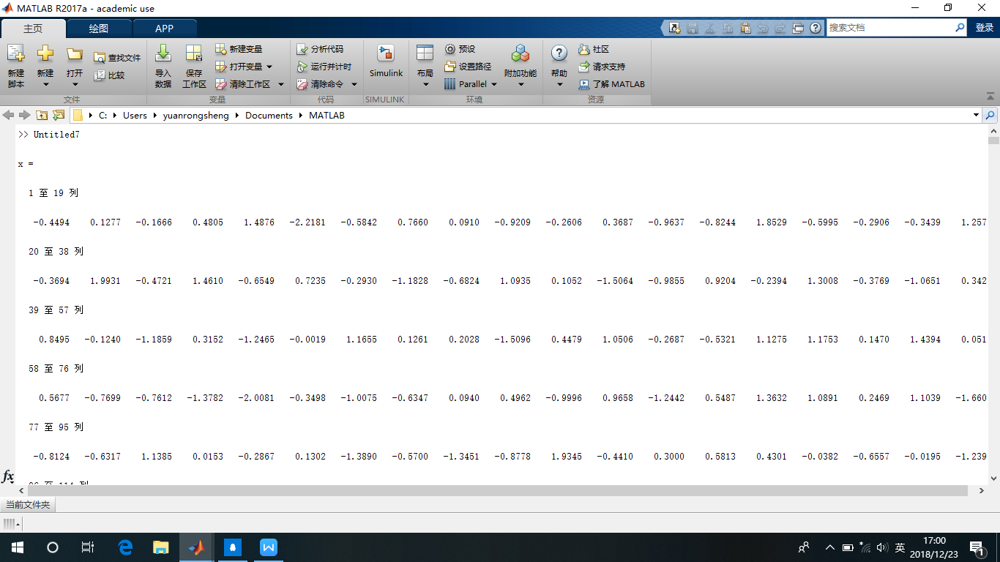 MATLAB R2017a - academic use
主页 绘图 APP 搜索文档 登录
新建脚本 新建 打开 查找文件 比较 导入数据 保存工作区 新建变量 打开变量 清除工作区 分析代码 运行并计时 清除命令 Simulink 布局 预设 设置路径 Parallel 附加功能 帮助 社区 请求支持 了解 MATLAB
文件 变量 代码 SIMULINK 环境 资源
C: Users yuanrongsheng Documents MATLAB
>> Untitled7
x =
1 至 19 列
-0.4494 0.1277 -0.1666 0.4805 1.4876 -2.2181 -0.5842 0.7660 0.0910 -0.9209 -0.2606 0.3687 -0.9637 -0.8244 1.8529 -0.5995 -0.2906 -0.3439 1.257
20 至 38 列
-0.3694 1.9931 -0.4721 1.4610 -0.6549 0.7235 -0.2930 -1.1828 -0.6824 1.0935 0.1052 -1.5064 -0.9855 0.9204 -0.2394 1.3008 -0.3769 -1.0651 0.342
39 至 57 列
0.8495 -0.1240 -1.1859 0.3152 -1.2465 -0.0019 1.1655 0.1261 0.2028 -1.5096 0.4479 1.0506 -0.2687 -0.5321 1.1275 1.1753 0.1470 1.4394 0.051
58 至 76 列
0.5677 -0.7699 -0.7612 -1.3782 -2.0081 -0.3498 -1.0075 -0.6347 0.0940 0.4962 -0.9996 0.9658 -1.2442 0.5487 1.3632 1.0891 0.2469 1.1039 -1.660
77 至 95 列
-0.8124 -0.6317 1.1385 0.0153 -0.2867 0.1302 -1.3890 -0.5700 -1.3451 -0.8778 1.9345 -0.4410 0.3000 0.5813 0.4301 -0.0382 -0.6557 -0.0195 -1.239
fx
当前文件夹
英 17:00
2018/12/23 1